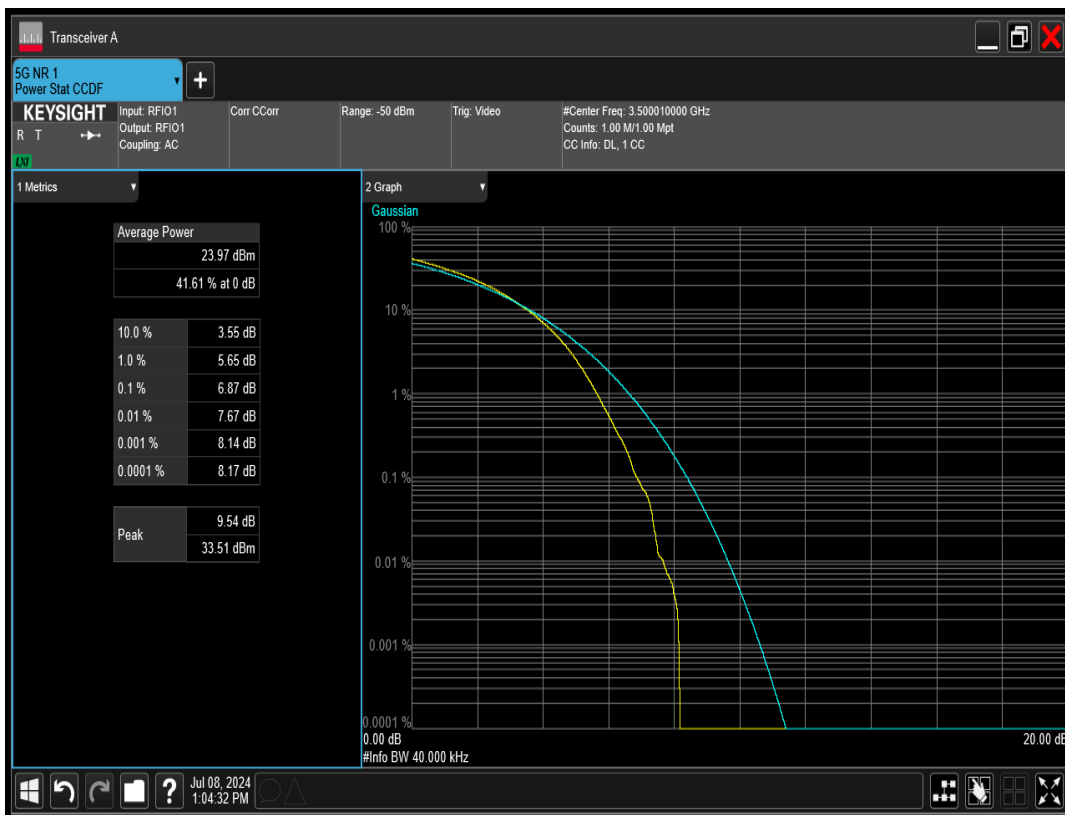 Transceiver A
5G NR 1
Power Stat CCDF
+
KEYSIGHT
R T
LXI
Input: RFIO1
Output: RFIO1
Coupling: AC
Corr CCorr
Range: -50 dBm
Trig: Video
#Center Freq: 3.500010000 GHz
Counts: 1.00 M/1.00 Mpt
CC Info: DL, 1 CC
1 Metrics
Average Power
23.97 dBm
41.61 % at 0 dB
10.0 % 3.55 dB
1.0 % 5.65 dB
0.1 % 6.87 dB
0.01 % 7.67 dB
0.001 % 8.14 dB
0.0001 % 8.17 dB
Peak
9.54 dB
33.51 dBm
2 Graph
Gaussian
100 %
10 %
1 %
0.1 %
0.01 %
0.001 %
0.0001 %
0.00 dB 20.00 dB
#Info BW 40.000 kHz
?
Jul 08, 2024
1:04:32 PM